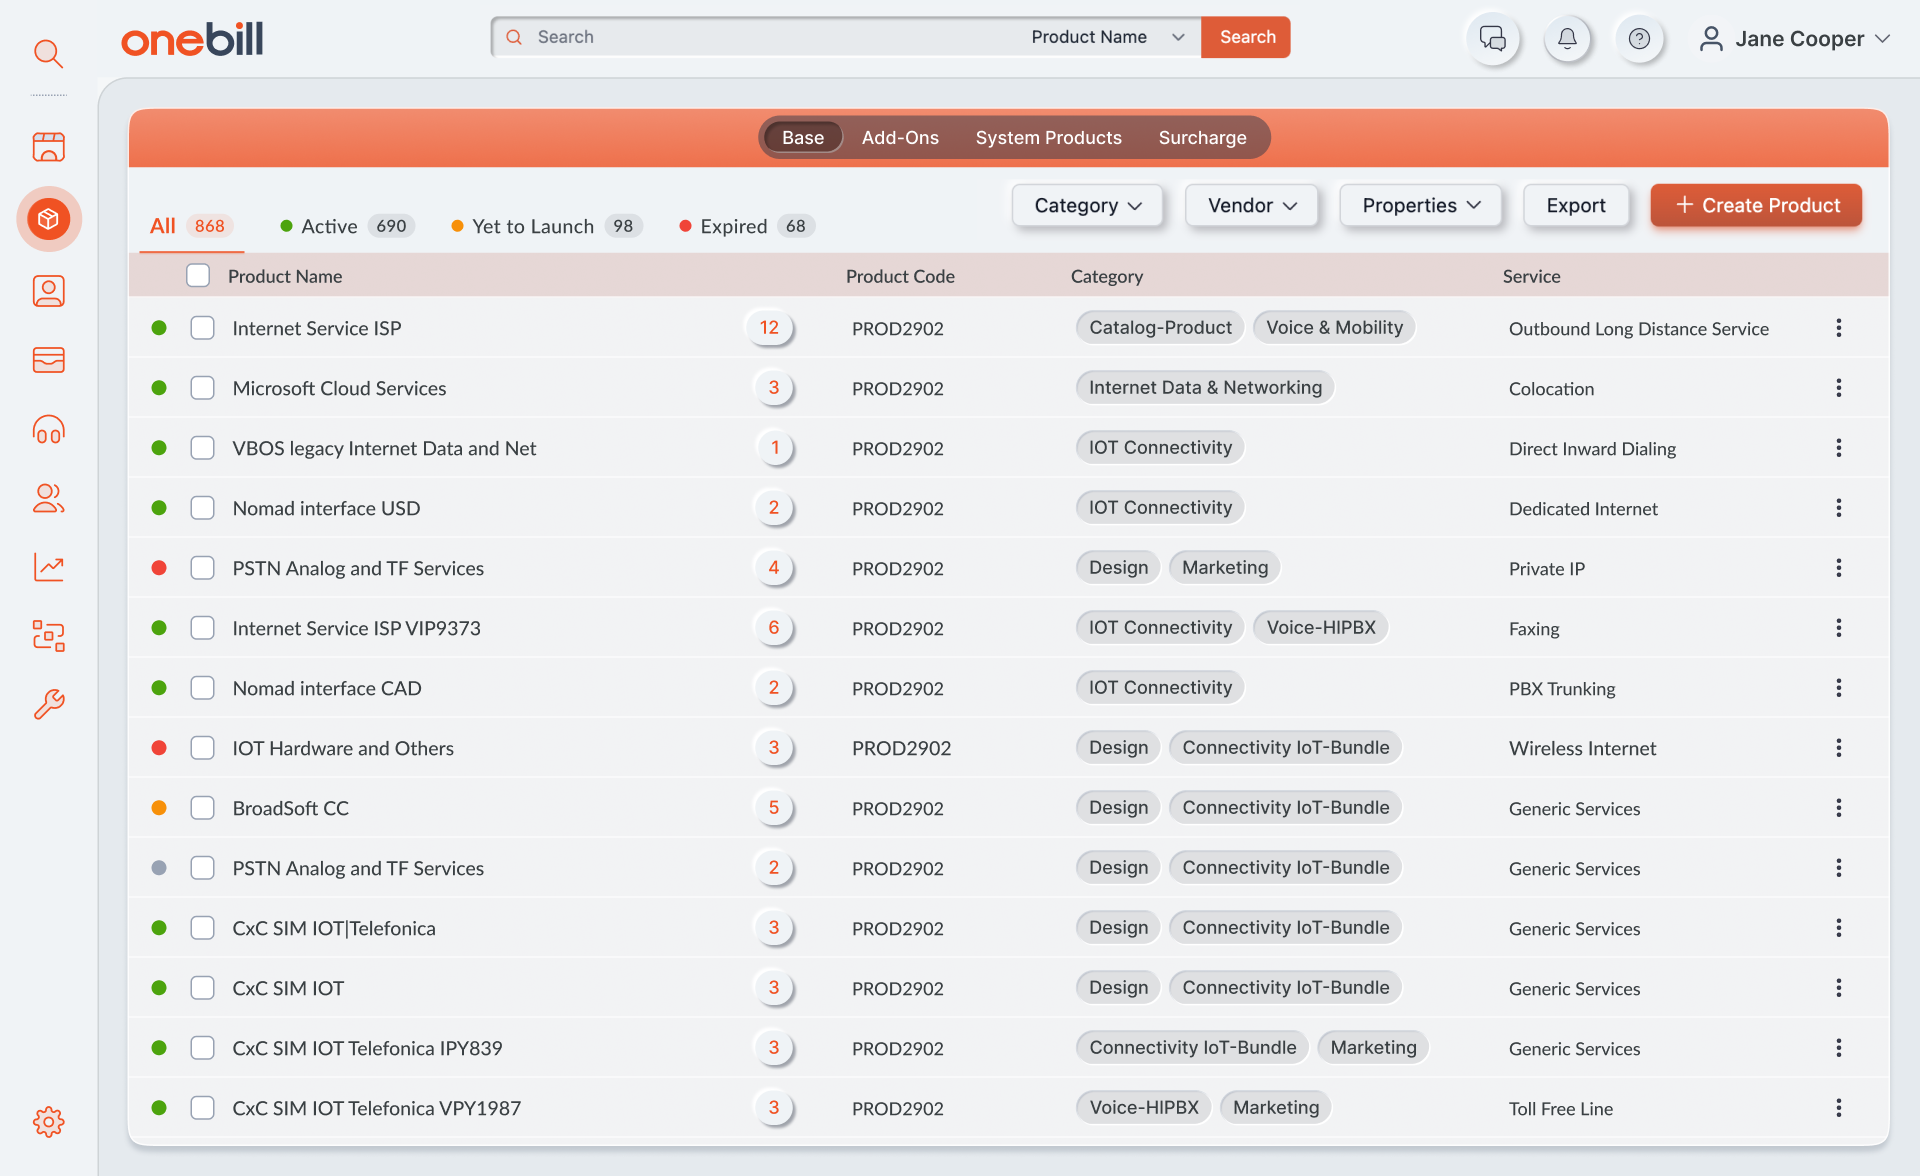 onebill
Search Product Name Search
Jane Cooper
Base Add-Ons System Products Surcharge
All 868 Active 690 Yet to Launch 98 Expired 68
Category Vendor Properties Export + Create Product
Product Name Product Code Category Service
Internet Service ISP 12 PROD2902 Catalog-Product Voice & Mobility Outbound Long Distance Service
Microsoft Cloud Services 3 PROD2902 Internet Data & Networking Colocation
VBOS legacy Internet Data and Net 1 PROD2902 IOT Connectivity Direct Inward Dialing
Nomad interface USD 2 PROD2902 IOT Connectivity Dedicated Internet
PSTN Analog and TF Services 4 PROD2902 Design Marketing Private IP
Internet Service ISP VIP9373 6 PROD2902 IOT Connectivity Voice-HIPBX Faxing
Nomad interface CAD 2 PROD2902 IOT Connectivity PBX Trunking
IOT Hardware and Others 3 PROD2902 Design Connectivity IoT-Bundle Wireless Internet
BroadSoft CC 5 PROD2902 Design Connectivity IoT-Bundle Generic Services
PSTN Analog and TF Services 2 PROD2902 Design Connectivity IoT-Bundle Generic Services
CxC SIM IOT|Telefonica 3 PROD2902 Design Connectivity IoT-Bundle Generic Services
CxC SIM IOT 3 PROD2902 Design Connectivity IoT-Bundle Generic Services
CxC SIM IOT Telefonica IPY839 3 PROD2902 Connectivity IoT-Bundle Marketing Generic Services
CxC SIM IOT Telefonica VPY1987 3 PROD2902 Voice-HIPBX Marketing Toll Free Line